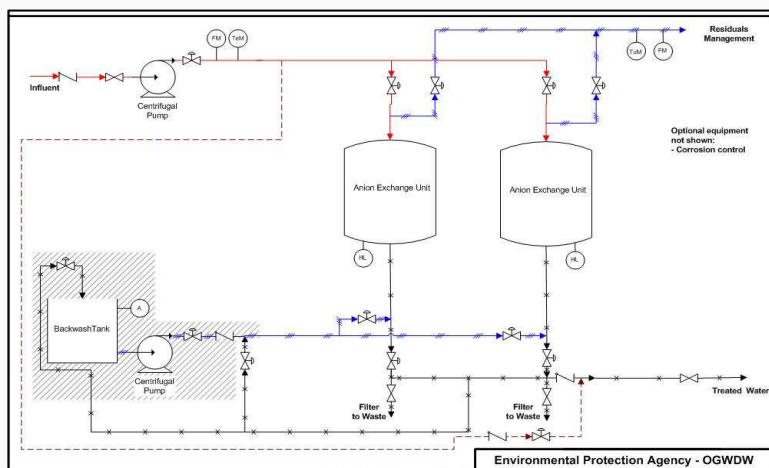 Residuals
Management
FM
TeM
TuM
FM
Influent
Centrifugal
Pump
Optional equipment
not shown:
- Corrosion control
Anion Exchange Unit
Anion Exchange Unit
HL
HL
A
BackwashTank
Centrifugal
Pump
Treated Water
Filter
to Waste
Filter
to Waste
Environmental Protection Agency - OGWDW